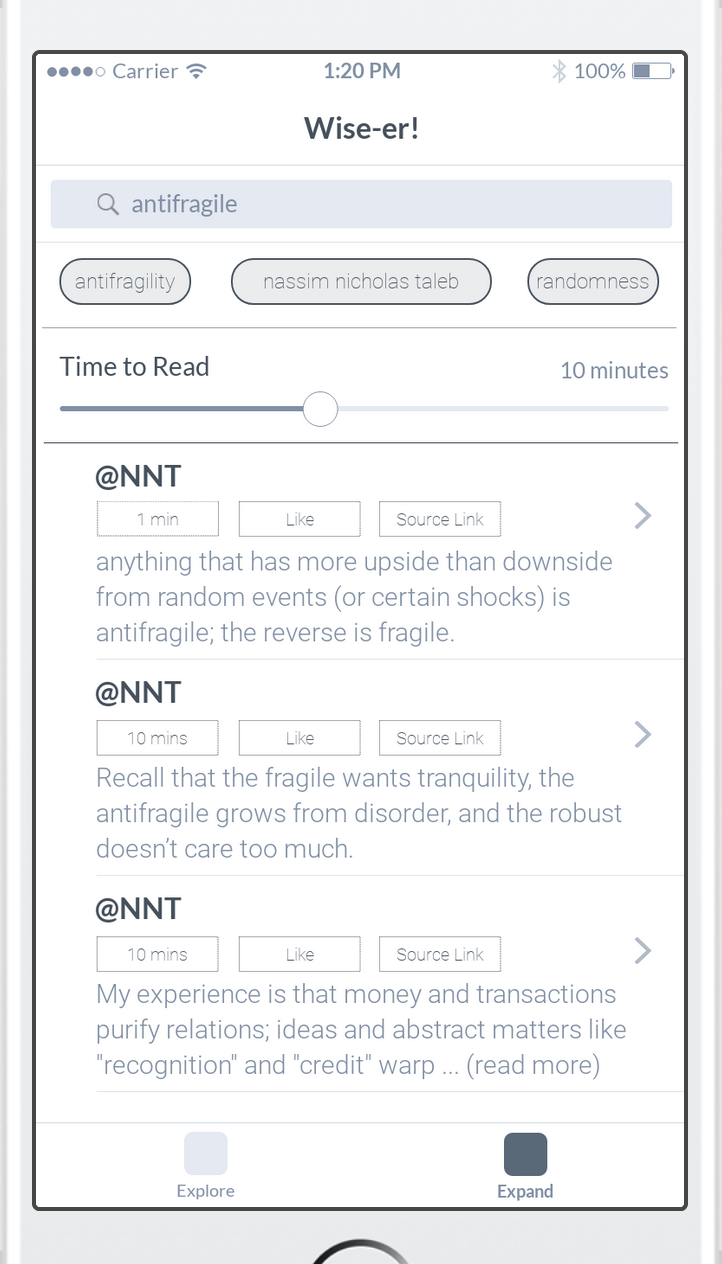 Carrier 1:20 PM 100%
Wise-er!
antifragile
antifragility nassim nicholas taleb randomness
Time to Read 10 minutes
@NNT
1 min Like Source Link
anything that has more upside than downside
from random events (or certain shocks) is
antifragile; the reverse is fragile.
@NNT
10 mins Like Source Link
Recall that the fragile wants tranquility, the
antifragile grows from disorder, and the robust
doesn’t care too much.
@NNT
10 mins Like Source Link
My experience is that money and transactions
purify relations; ideas and abstract matters like
"recognition" and "credit" warp ... (read more)
Explore Expand